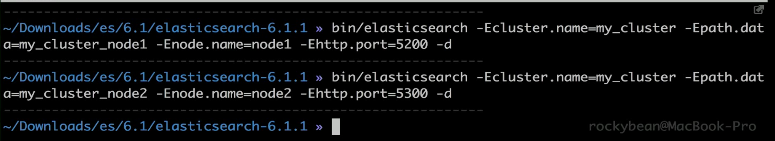 ~/Downloads/es/6.1/elasticsearch-6.1.1 » bin/elasticsearch -Ecluster.name=my_cluster -Epath.dat
a=my_cluster_node1 -Enode.name=node1 -Ehttp.port=5200 -d
~/Downloads/es/6.1/elasticsearch-6.1.1 » bin/elasticsearch -Ecluster.name=my_cluster -Epath.dat
a=my_cluster_node2 -Enode.name=node2 -Ehttp.port=5300 -d
~/Downloads/es/6.1/elasticsearch-6.1.1 » rockybean@MacBook-Pro